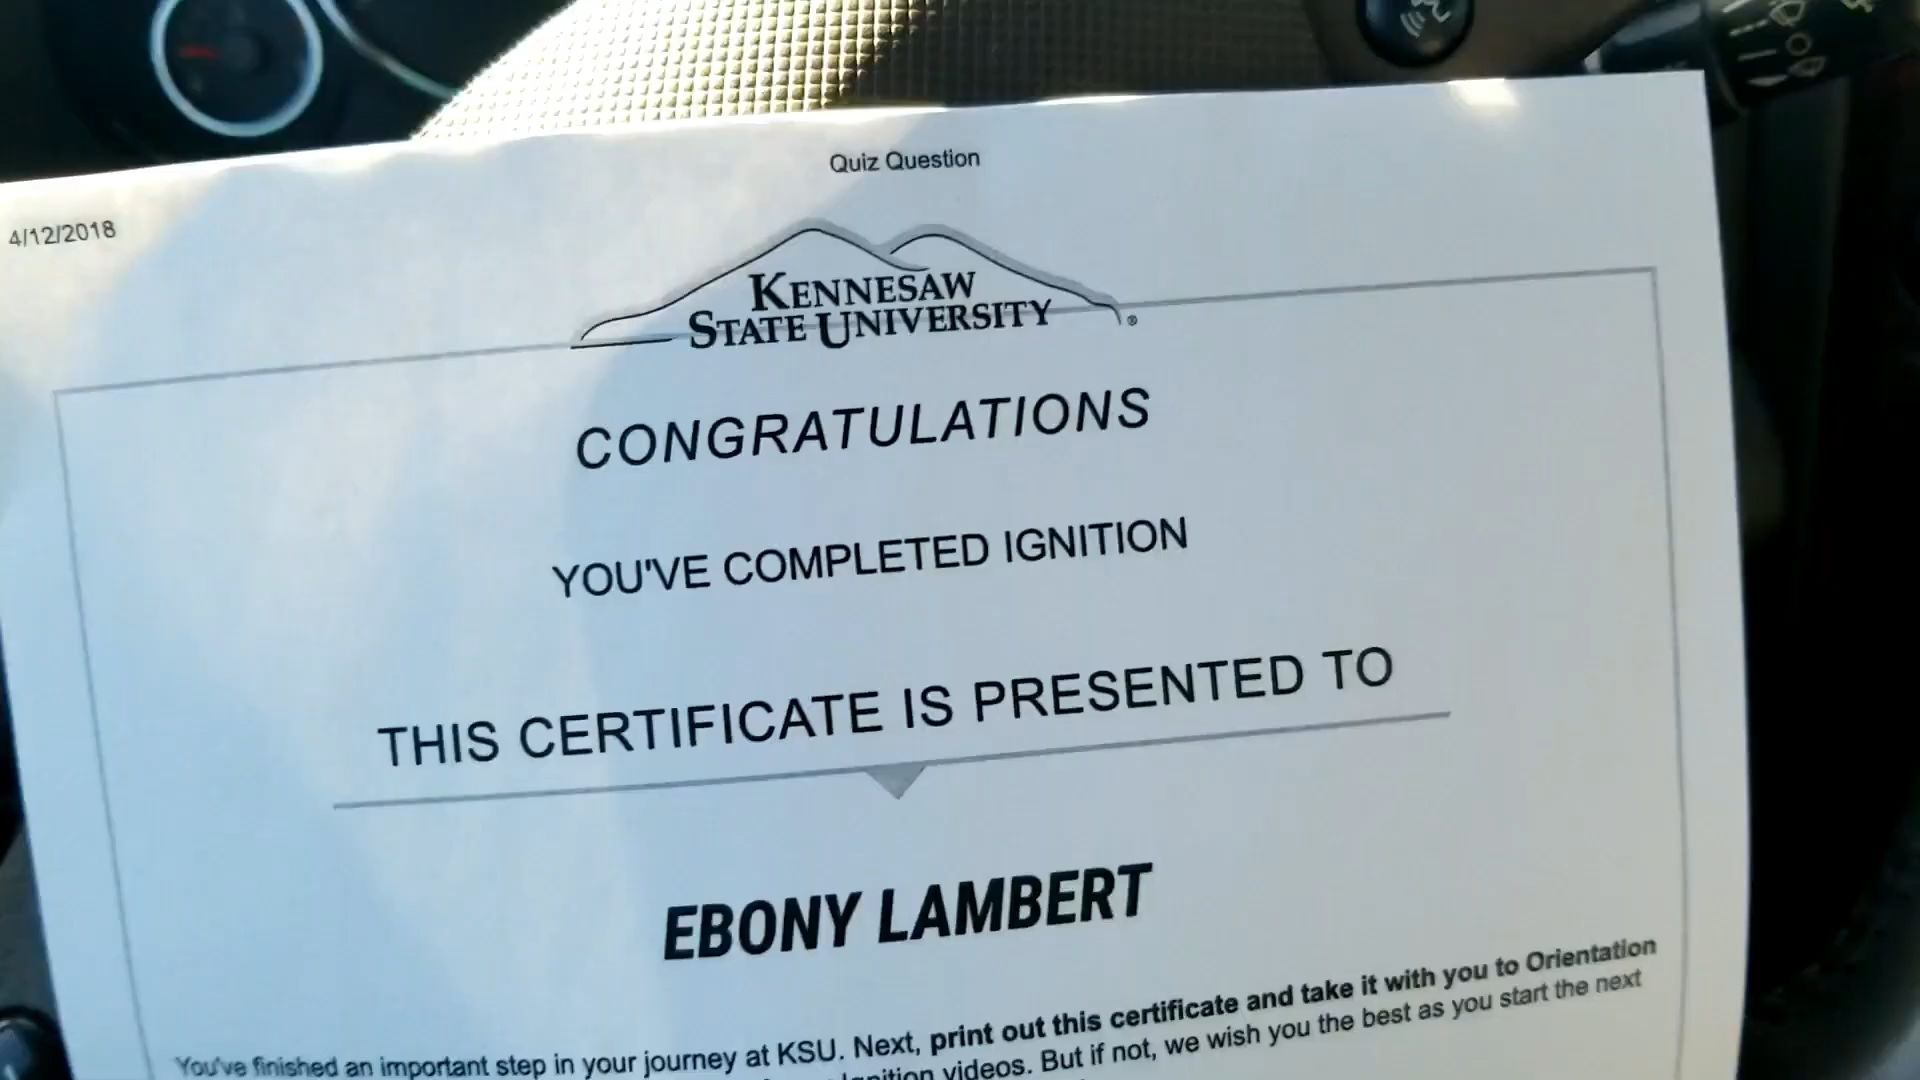 Quiz Question
4/12/2018
KENNESAW
STATE UNIVERSITY®
CONGRATULATIONS
YOU'VE COMPLETED IGNITION
THIS CERTIFICATE IS PRESENTED TO
EBONY LAMBERT
You've finished an important step in your journey at KSU. Next, print out this certificate and take it with you to Orientation
videos. But if not, we wish you the best as you start the next